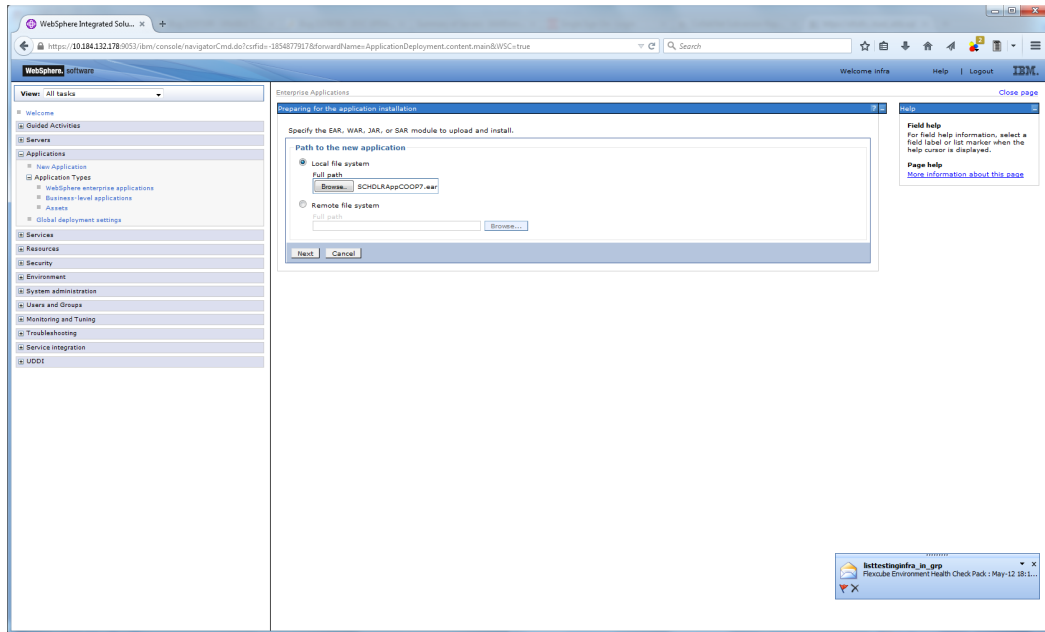 WebSphere Integrated Solu... × +
https://10.184.132.178:9053/ibm/console/navigatorCmd.do?csrfid=-1854877917&forwardName=ApplicationDeployment.content.main&WSC=true
Search
2
WebSphere. software
Welcome infra
Help | Logout
IBM.
View: All tasks
Welcome
Guided Activities
Servers
Applications
New Application
Application Types
WebSphere enterprise applications
Business-level applications
Assets
Global deployment settings
Services
Resources
Security
Environment
System administration
Users and Groups
Monitoring and Tuning
Troubleshooting
Service integration
UDDI
Enterprise Applications
Close page
Preparing for the application installation
? –
Specify the EAR, WAR, JAR, or SAR module to upload and install.
Path to the new application
Local file system
Full path
Browse... SCHDLRAppCOOP7.ear
Remote file system
Full path
Browse...
Next Cancel
Help
Field help
For field help information, select a
field label or list marker when the
help cursor is displayed.
Page help
More information about this page
listtestinginfra_in_grp
Flexcube Environment Health Check Pack : May-12 18:1...